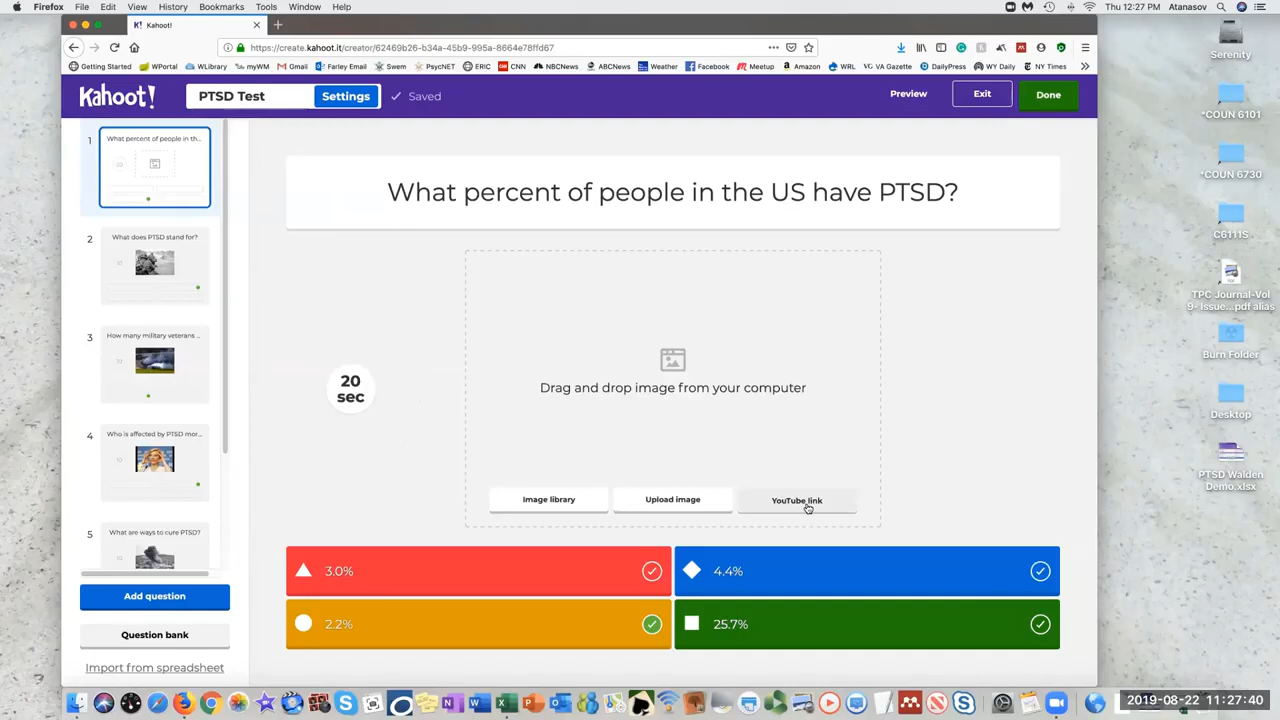 Firefox File Edit View History Bookmarks Tools Window Help Thu 12:27 PM Atanasov
K! Kahoot!
https://create.kahoot.it/creator/62469b26-b34a-45b9-995a-8664e78ffd67
Getting Started WPortal WLibrary myWM Gmail Farley Email Swem PsycNET ERIC CNN NBCNews ABCNews Weather Facebook Meetup Amazon WRL VA Gazette DailyPress WY Daily NY Times
Kahoot! PTSD Test Settings Saved Preview Exit Done
1 What percent of people in th...
2 What does PTSD stand for?
3 How many military veterans ...
4 Who is affected by PTSD mor...
5 What are ways to cure PTSD?
Add question
Question bank
Import from spreadsheet
What percent of people in the US have PTSD?
20
sec
Drag and drop image from your computer
Image library Upload image YouTube link
3.0% 4.4%
2.2% 25.7%
Serenity
*COUN 6101
*COUN 6730
C6111S
TPC Journal-Vol
9- Issue...pdf alias
Burn Folder
Desktop
PTSD Walden
Demo.xlsx
2019-08-22 11:27:40